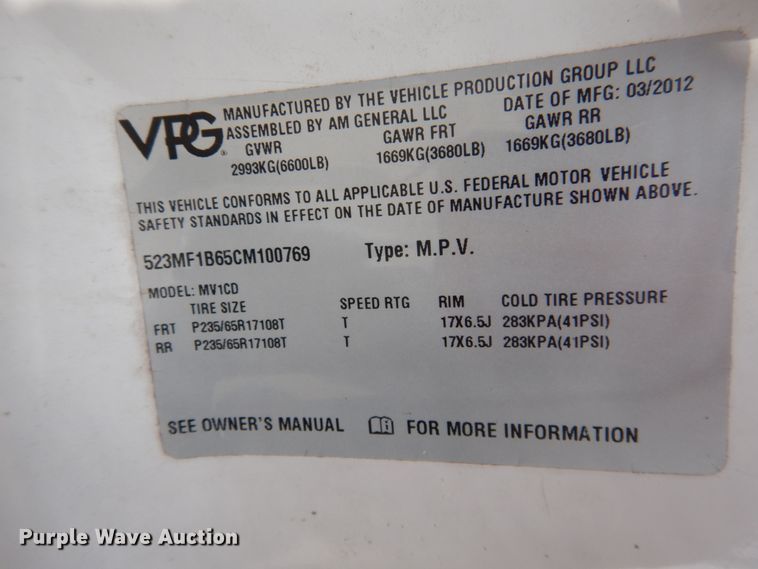 VPG
MANUFACTURED BY THE VEHICLE PRODUCTION GROUP LLC
ASSEMBLED BY AM GENERAL LLC DATE OF MFG: 03/2012
GVWR GAWR FRT GAWR RR
2993KG(6600LB) 1669KG(3680LB) 1669KG(3680LB)
THIS VEHICLE CONFORMS TO ALL APPLICABLE U.S. FEDERAL MOTOR VEHICLE
SAFETY STANDARDS IN EFFECT ON THE DATE OF MANUFACTURE SHOWN ABOVE.
523MF1B65CM100769 Type: M.P.V.
MODEL: MV1CD
TIRE SIZE SPEED RTG RIM COLD TIRE PRESSURE
FRT P235/65R17108T T 17X6.5J 283KPA(41PSI)
RR P235/65R17108T T 17X6.5J 283KPA(41PSI)
SEE OWNER'S MANUAL FOR MORE INFORMATION
Purple Wave Auction